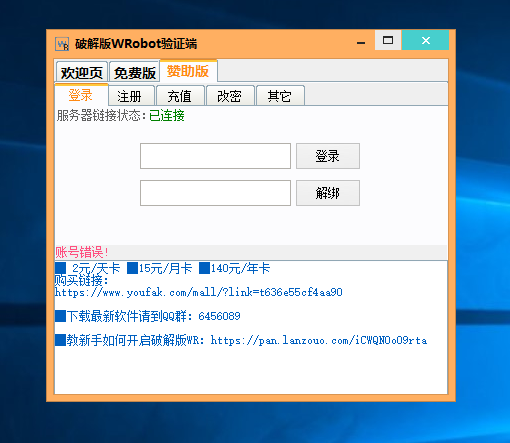 WR 破解版WRobot验证端
欢迎页 免费版 赞助版
登录 注册 充值 改密 其它
服务器链接状态:已连接
登录
解绑
账号错误!
2元/天卡 15元/月卡 140元/年卡
购买链接:
https://www.youfak.com/mall/?link=t636e55cf4aa90
下载最新软件请到QQ群: 6456089
教新手如何开启破解版WR: https://pan.lanzouo.com/iCWQN0o09rta